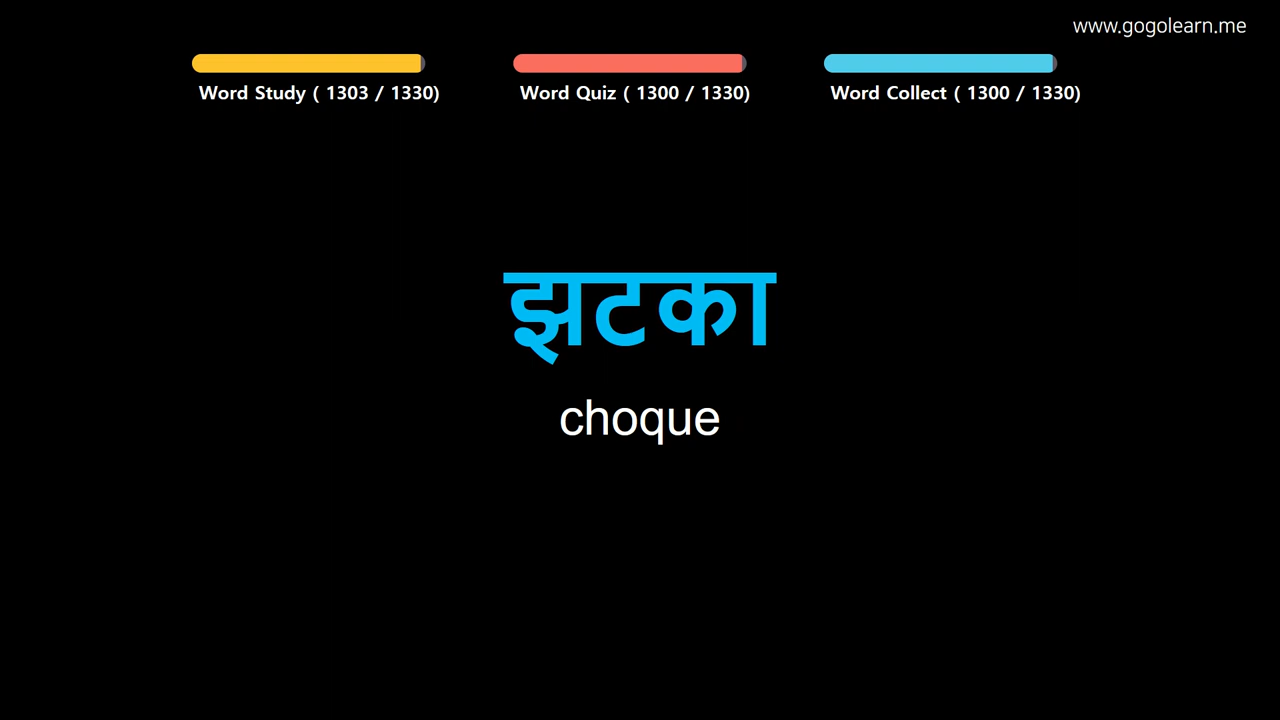 www.gogolearn.me
Word Study ( 1303 / 1330)
Word Quiz ( 1300 / 1330)
Word Collect ( 1300 / 1330)
झटका
choque